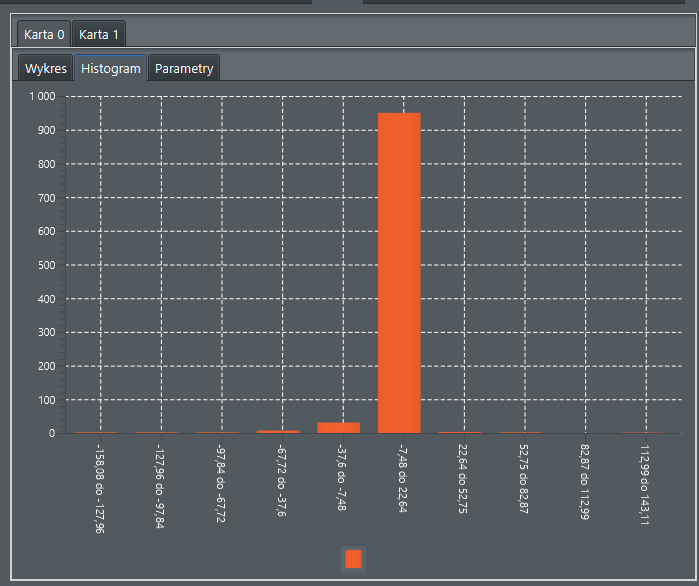 Karta 0 Karta 1
Wykres Histogram Parametry
1 000
900
800
700
600
500
400
300
200
100
0
-158,08 do -127,96
-127,96 do -97,84
-97,84 do -67,72
-67,72 do -37,6
-37,6 do -7,48
-7,48 do 22,64
22,64 do 52,75
52,75 do 82,87
82,87 do 112,99
112,99 do 143,11